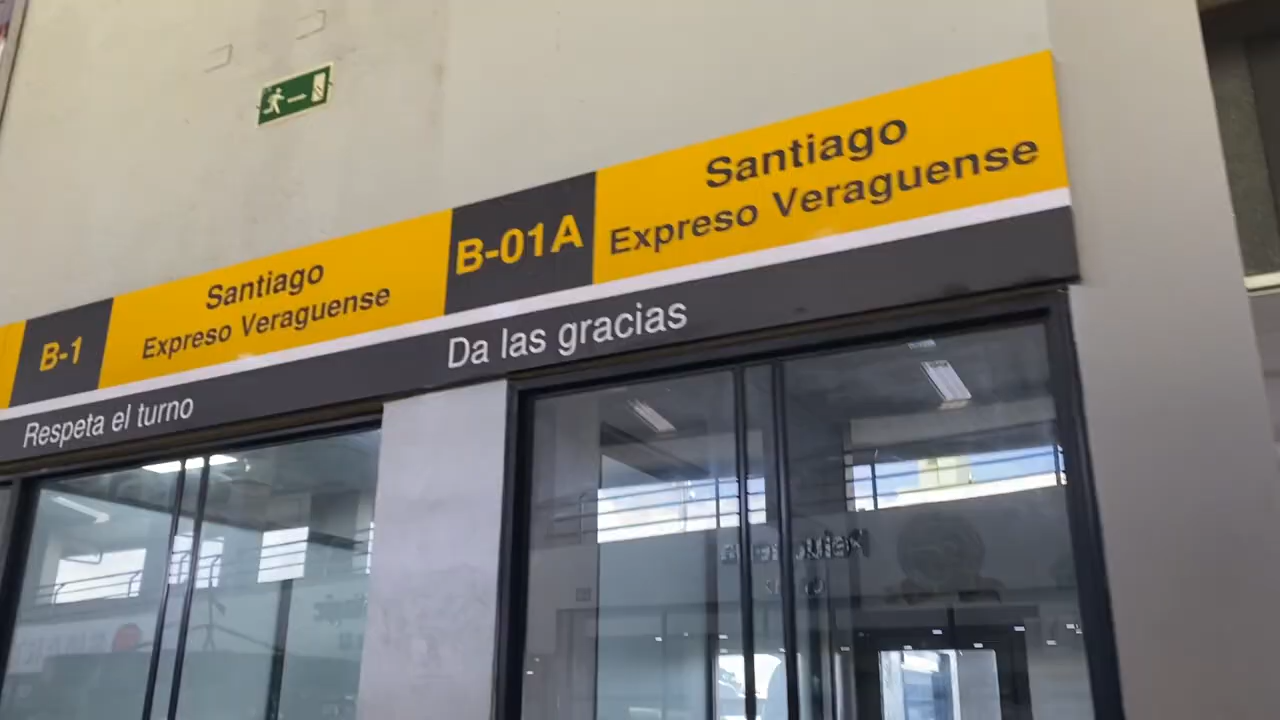 B-1
Santiago
Expreso Veraguense
B-01A
Santiago
Expreso Veraguense
Respeta el turno
Da las gracias